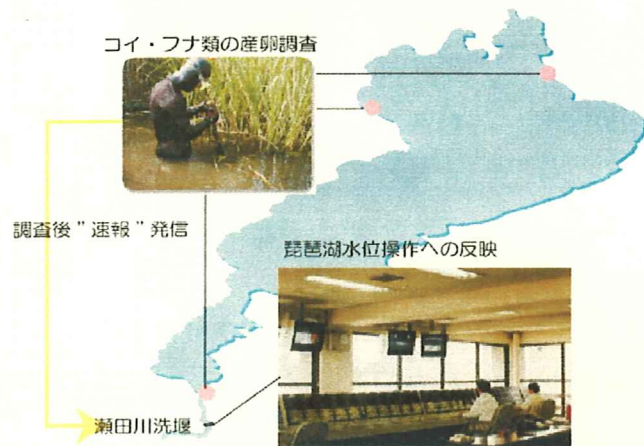 コイ・フナ類の産卵調査
調査後”速報”発信
琵琶湖水位操作への反映
瀬田川洗堰